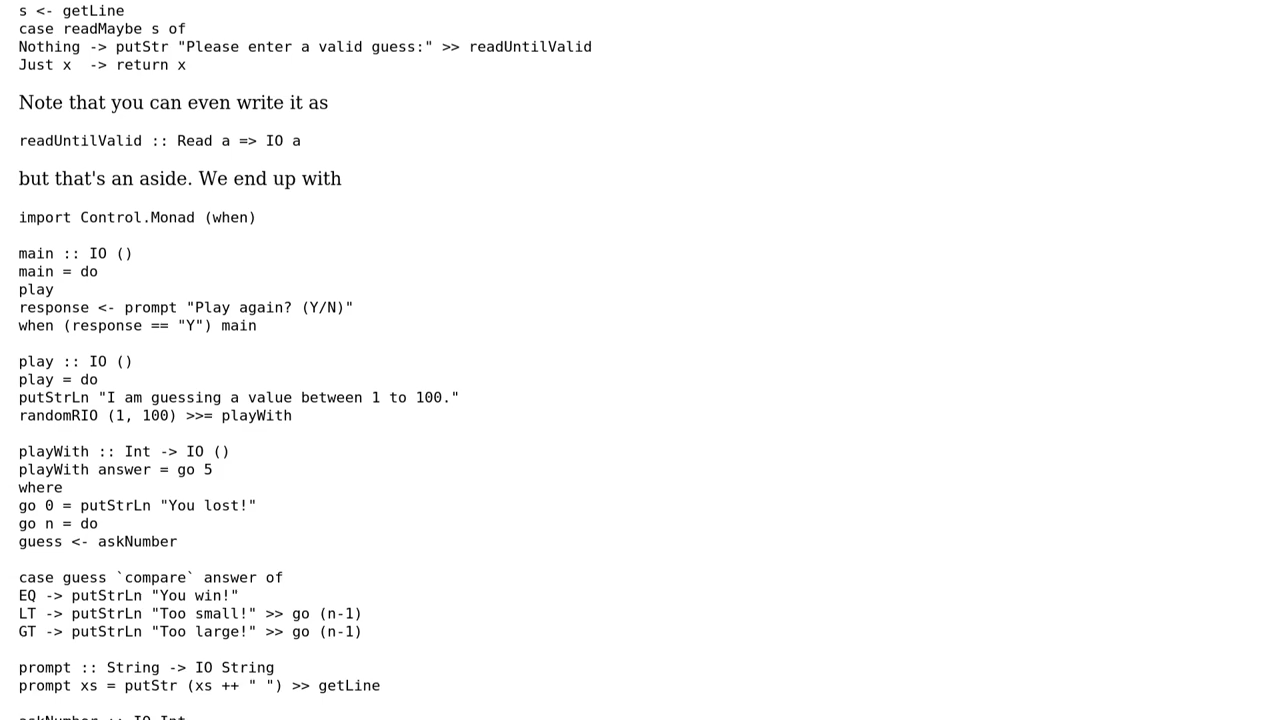 s <- getLine
case readMaybe s of
Nothing -> putStr "Please enter a valid guess:" >> readUntilValid
Just x  -> return x
Note that you can even write it as
readUntilValid :: Read a => IO a
but that's an aside. We end up with
import Control.Monad (when)
main :: IO ()
main = do
play
response <- prompt "Play again? (Y/N)"
when (response == "Y") main
play :: IO ()
play = do
putStrLn "I am guessing a value between 1 to 100."
randomRIO (1, 100) >>= playWith
playWith :: Int -> IO ()
playWith answer = go 5
where
go 0 = putStrLn "You lost!"
go n = do
guess <- askNumber
case guess `compare` answer of
EQ -> putStrLn "You win!"
LT -> putStrLn "Too small!" >> go (n-1)
GT -> putStrLn "Too large!" >> go (n-1)
prompt :: String -> IO String
prompt xs = putStr (xs ++ " ") >> getLine
askNumber :: IO Int